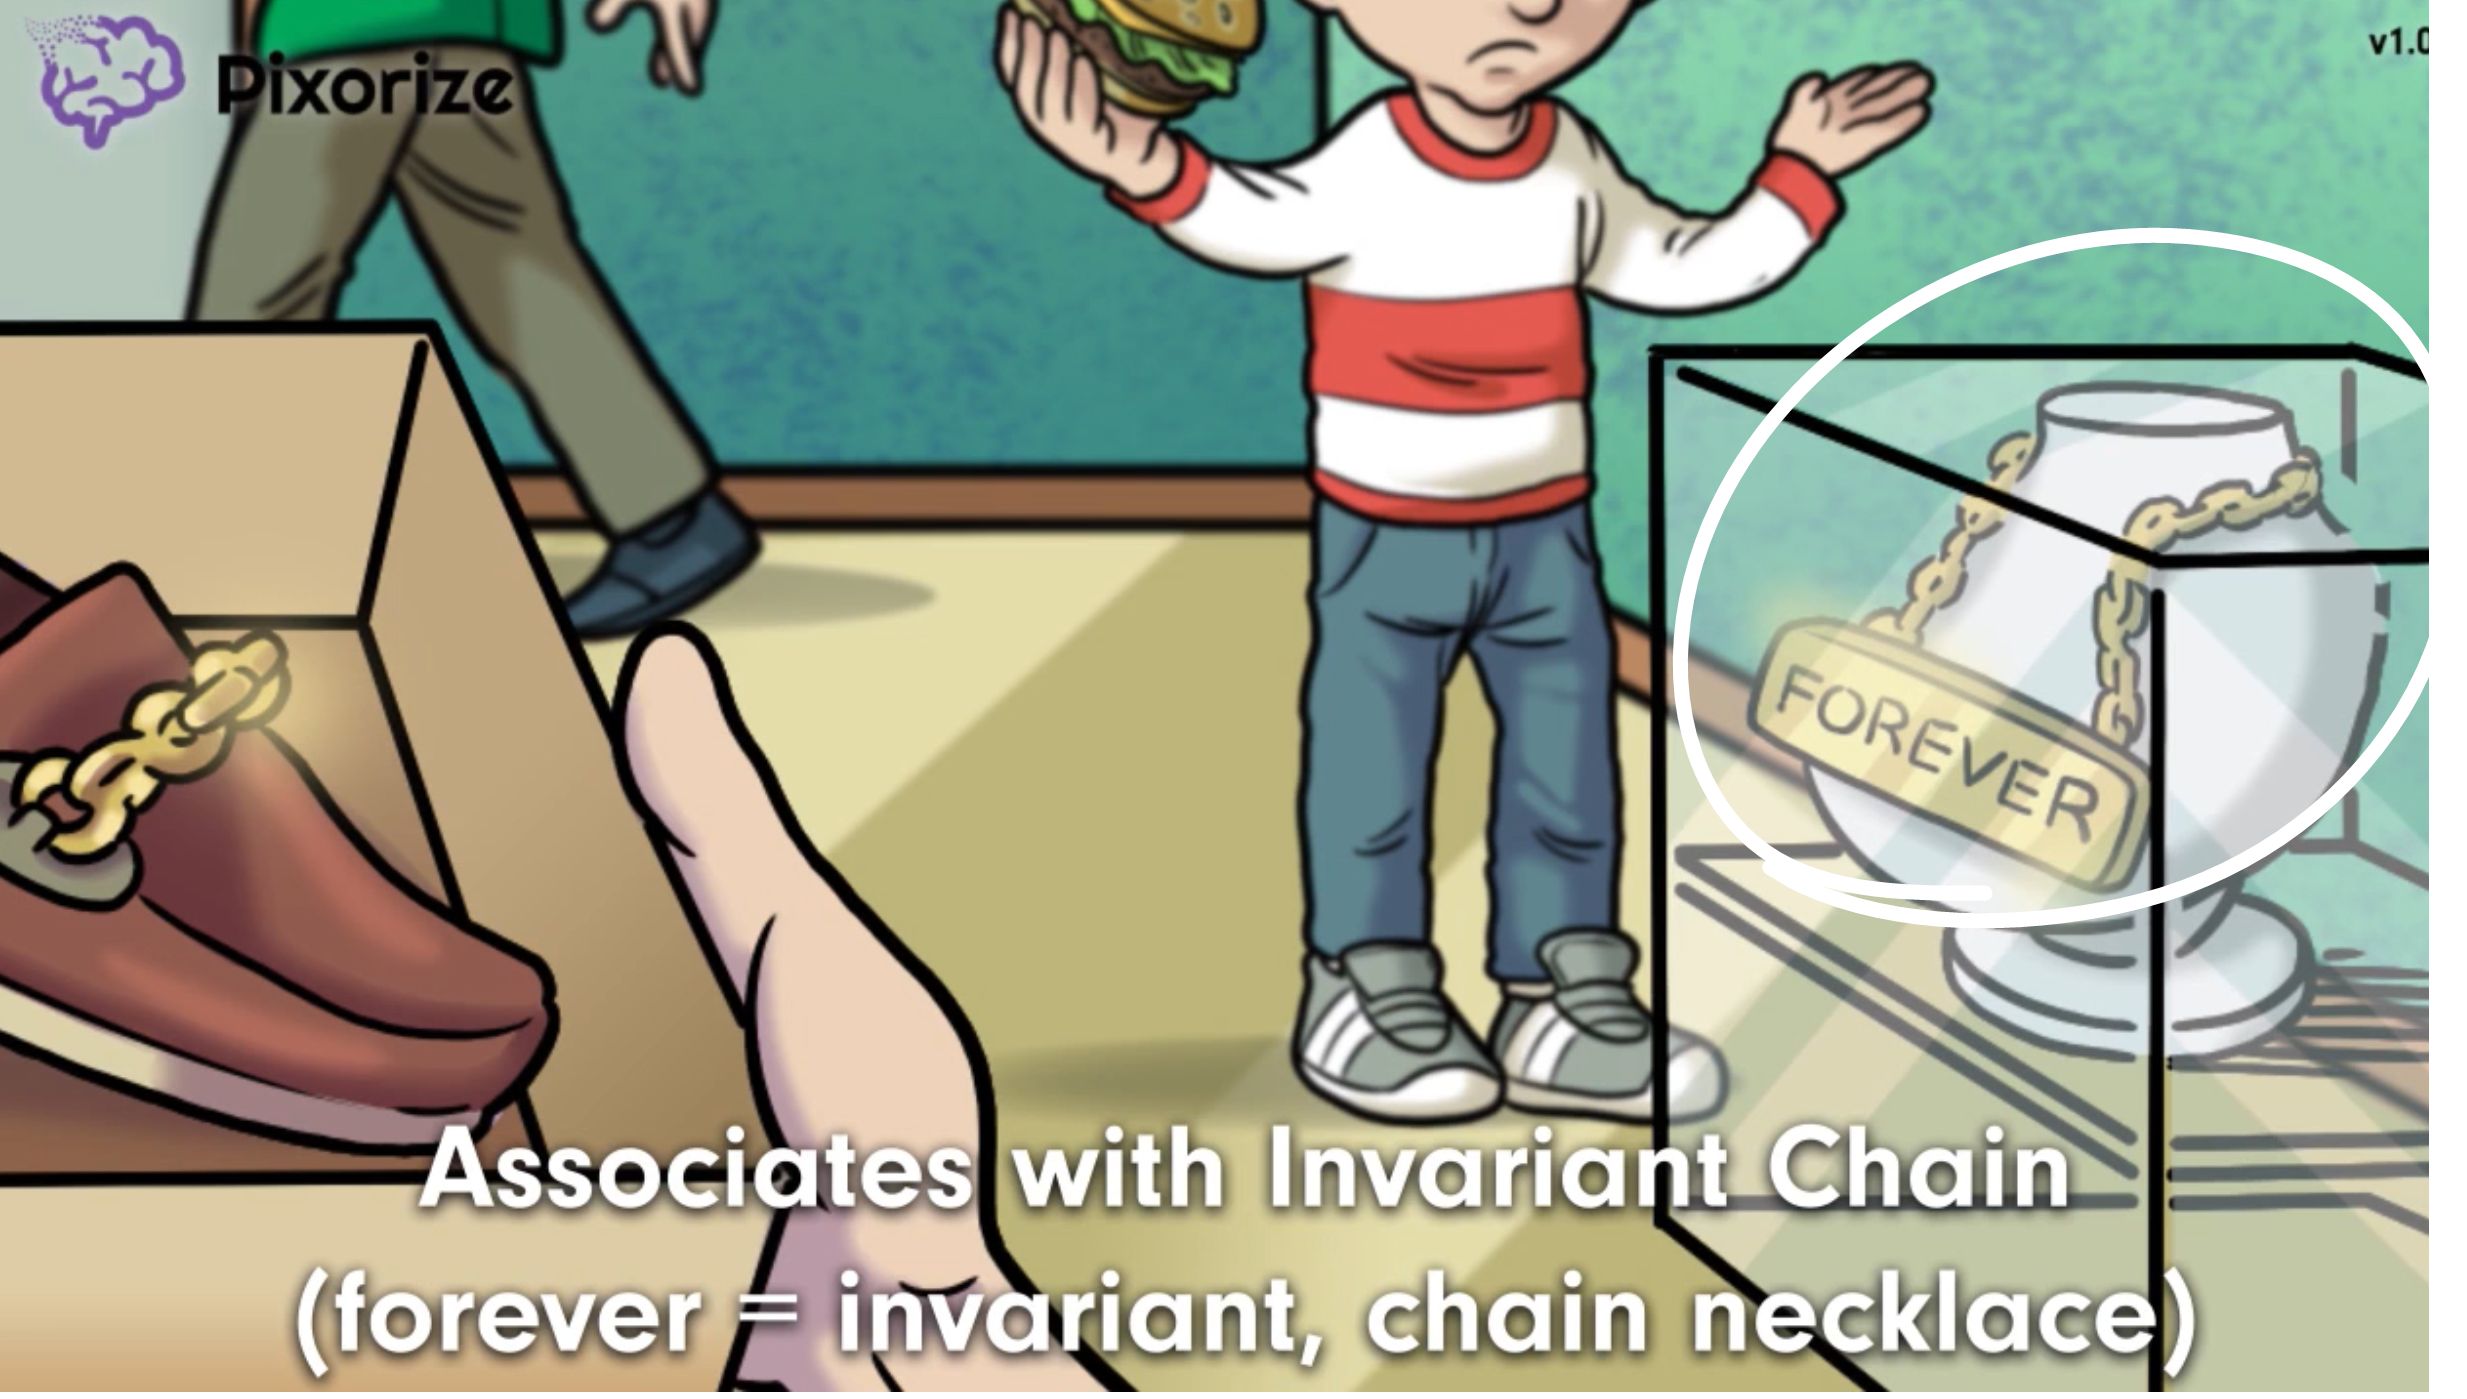 Pixorize
v1.0
FOREVER
Associates with Invariant Chain
(forever = invariant, chain necklace)